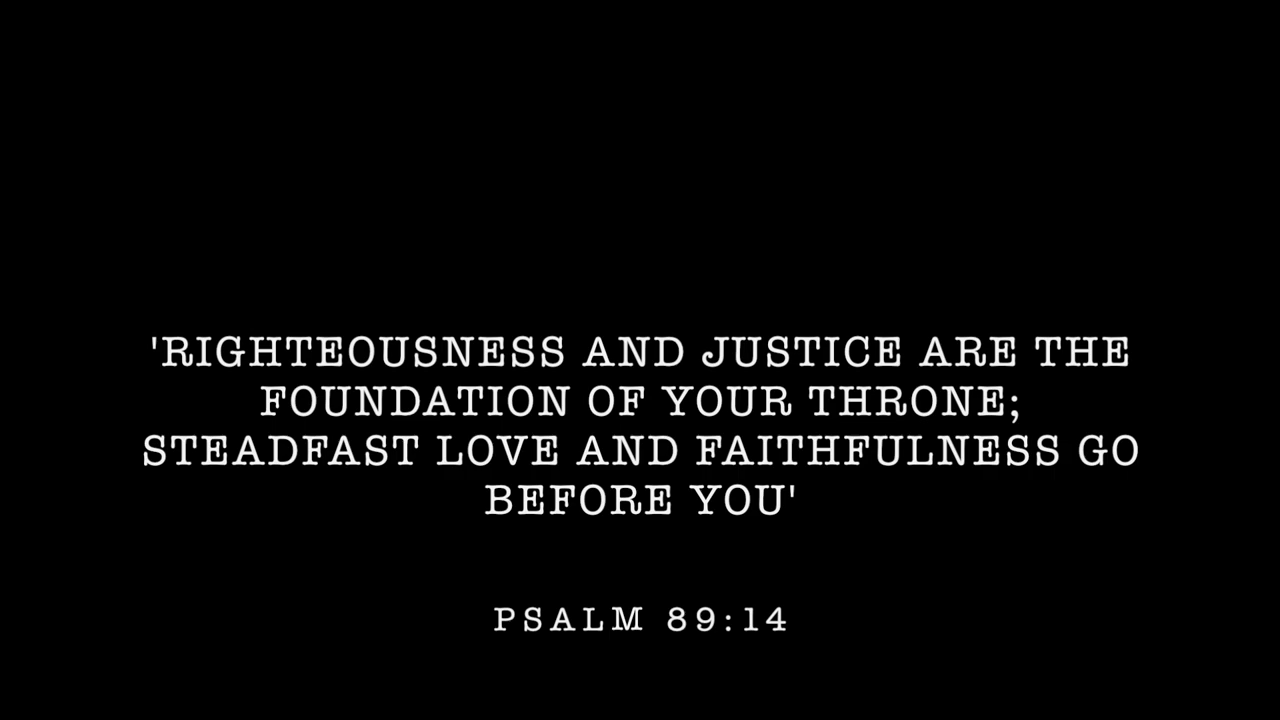 'RIGHTEOUSNESS AND JUSTICE ARE THE
FOUNDATION OF YOUR THRONE;
STEADFAST LOVE AND FAITHFULNESS GO
BEFORE YOU'
PSALM 89:14